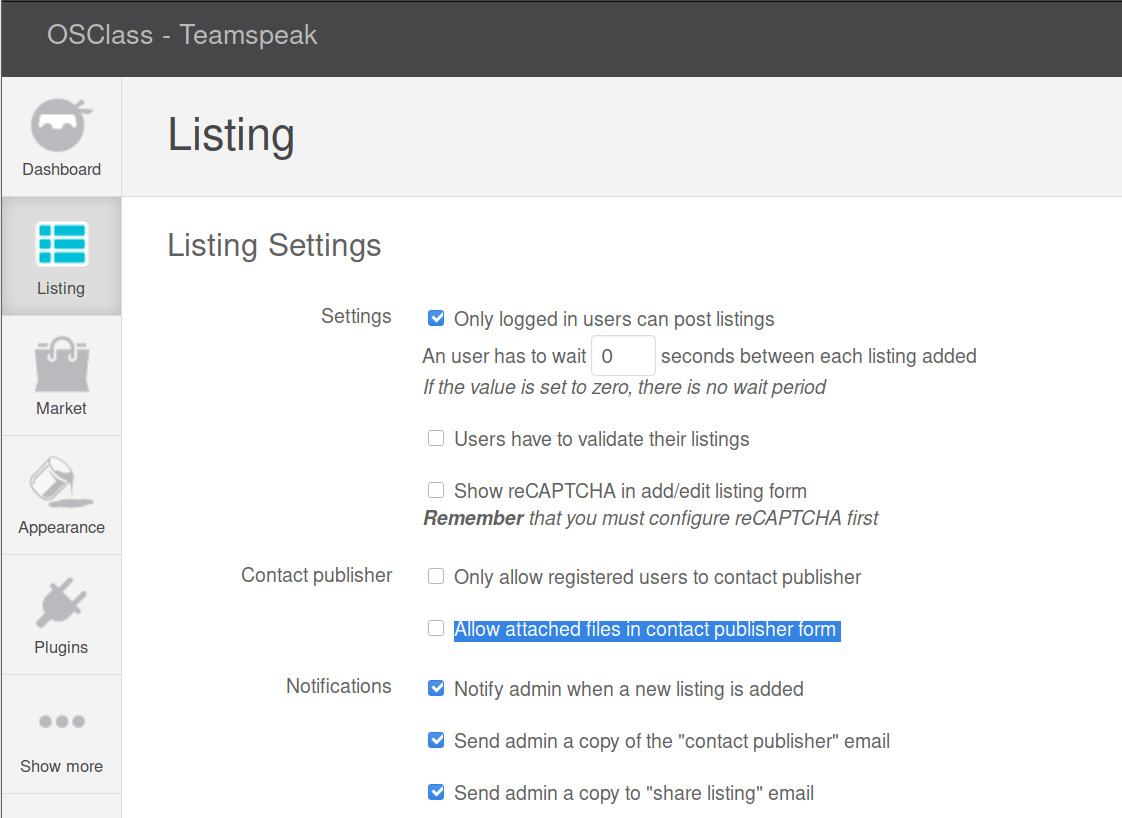 OSClass - Teamspeak
Dashboard
Listing
Market
Appearance
Plugins
Show more
Listing
Listing Settings
Settings
Only logged in users can post listings
An user has to wait 0 seconds between each listing added
If the value is set to zero, there is no wait period
Users have to validate their listings
Show reCAPTCHA in add/edit listing form
Remember that you must configure reCAPTCHA first
Contact publisher
Only allow registered users to contact publisher
Allow attached files in contact publisher form
Notifications
Notify admin when a new listing is added
Send admin a copy of the "contact publisher" email
Send admin a copy to "share listing" email